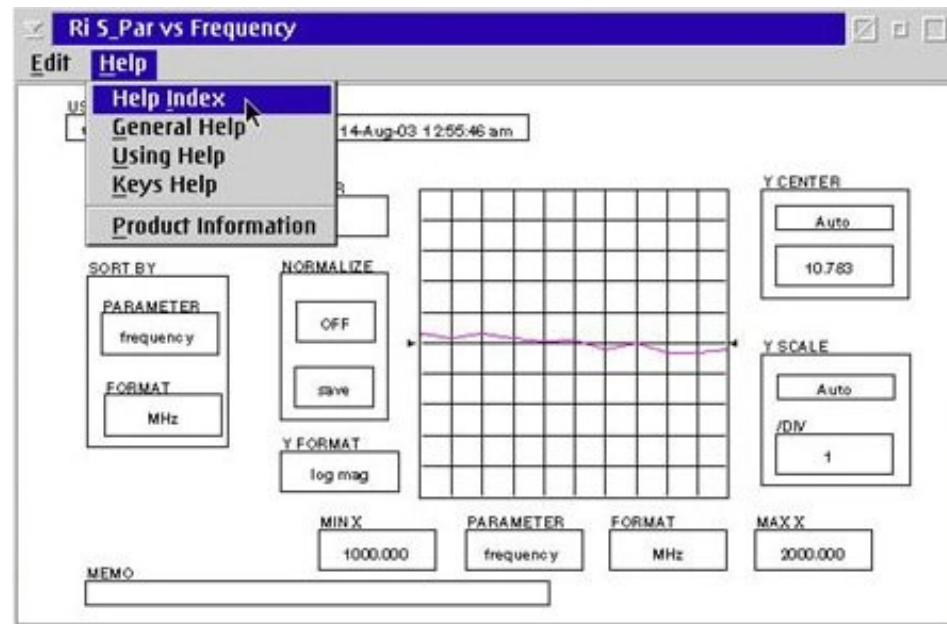 Ri S_Par vs Frequency
Edit Help
Help Index
General Help
Using Help
Keys Help
Product Information
US
14-Aug-03 12:55:46 am
SORT BY
PARAMETER
frequency
FORMAT
MHz
NORMALIZE
OFF
save
Y FORMAT
log mag
Y CENTER
Auto
10.783
Y SCALE
Auto
/DIV
1
MIN X
1000.000
PARAMETER
frequency
FORMAT
MHz
MAX X
2000.000
MEMO